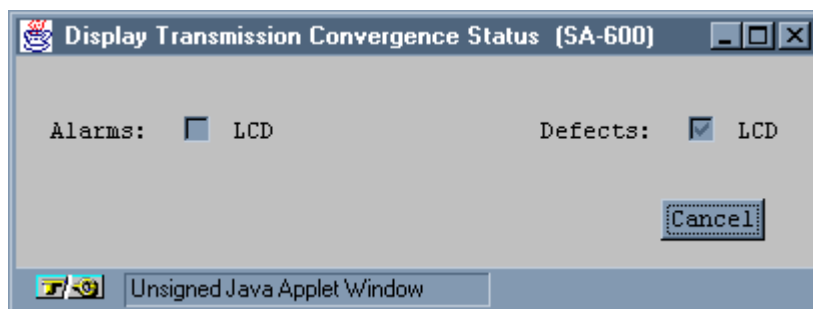 Display Transmission Convergence Status (SA-600)
Alarms: LCD Defects: LCD
Cancel
Unsigned Java Applet Window